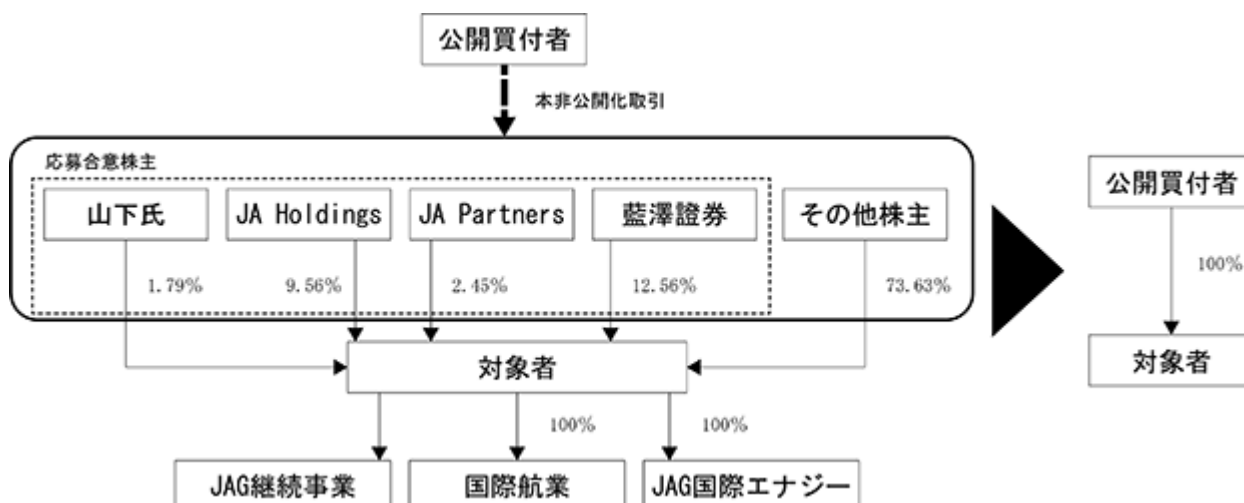 公開買付者
本非公開化取引
応募合意株主
山下氏
JA Holdings
JA Partners
藍澤證券
その他株主
1.79%
9.56%
2.45%
12.56%
73.63%
対象者
100%
100%
JAG継続事業
国際航業
JAG国際エナジー
公開買付者
100%
対象者